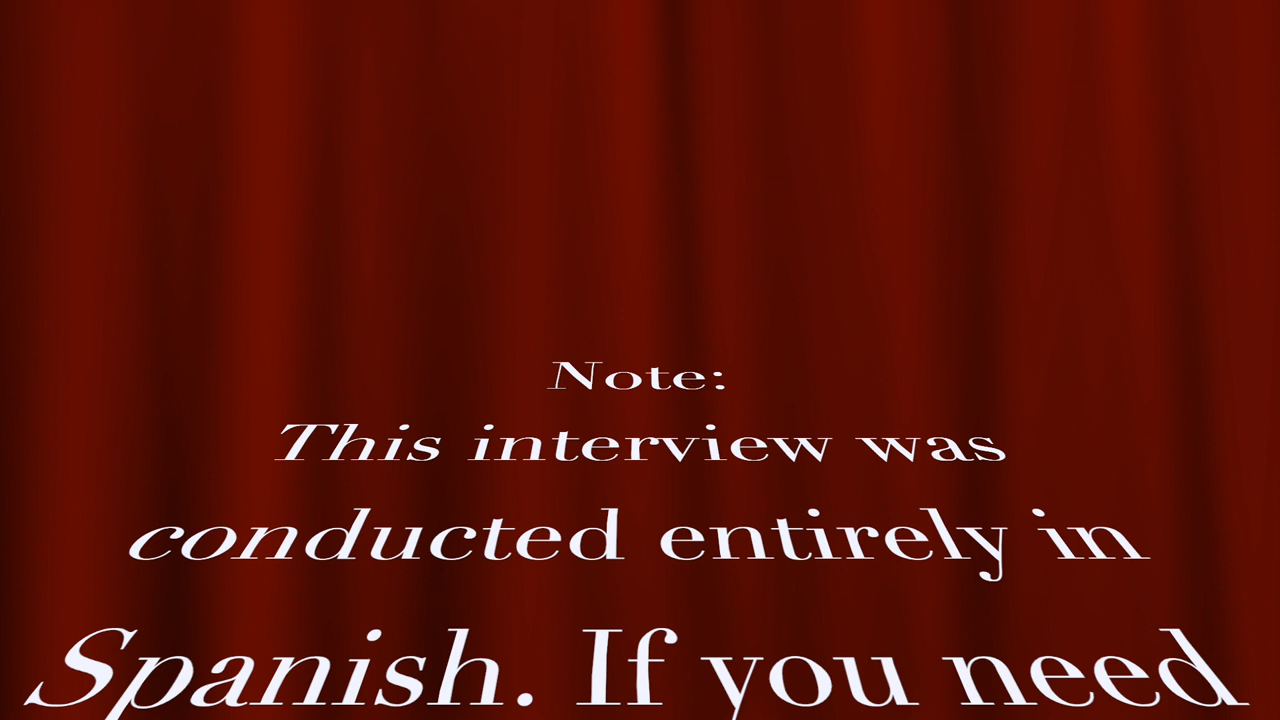 Note:
This interview was
conducted entirely in
Spanish. If you need